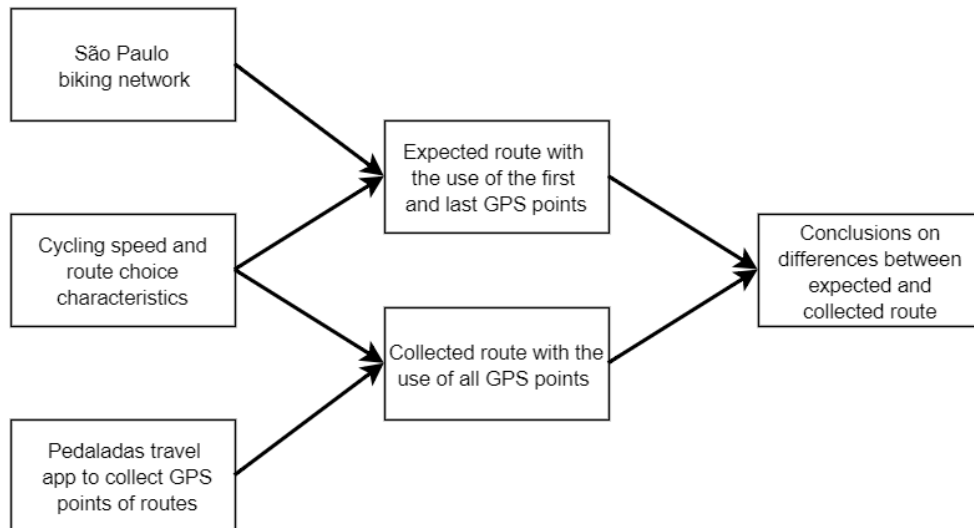 São Paulo
biking network
Expected route with
the use of the first
and last GPS points
Cycling speed and
route choice
characteristics
Conclusions on
differences between
expected and
collected route
Collected route with the
use of all GPS points
Pedaladas travel
app to collect GPS
points of routes